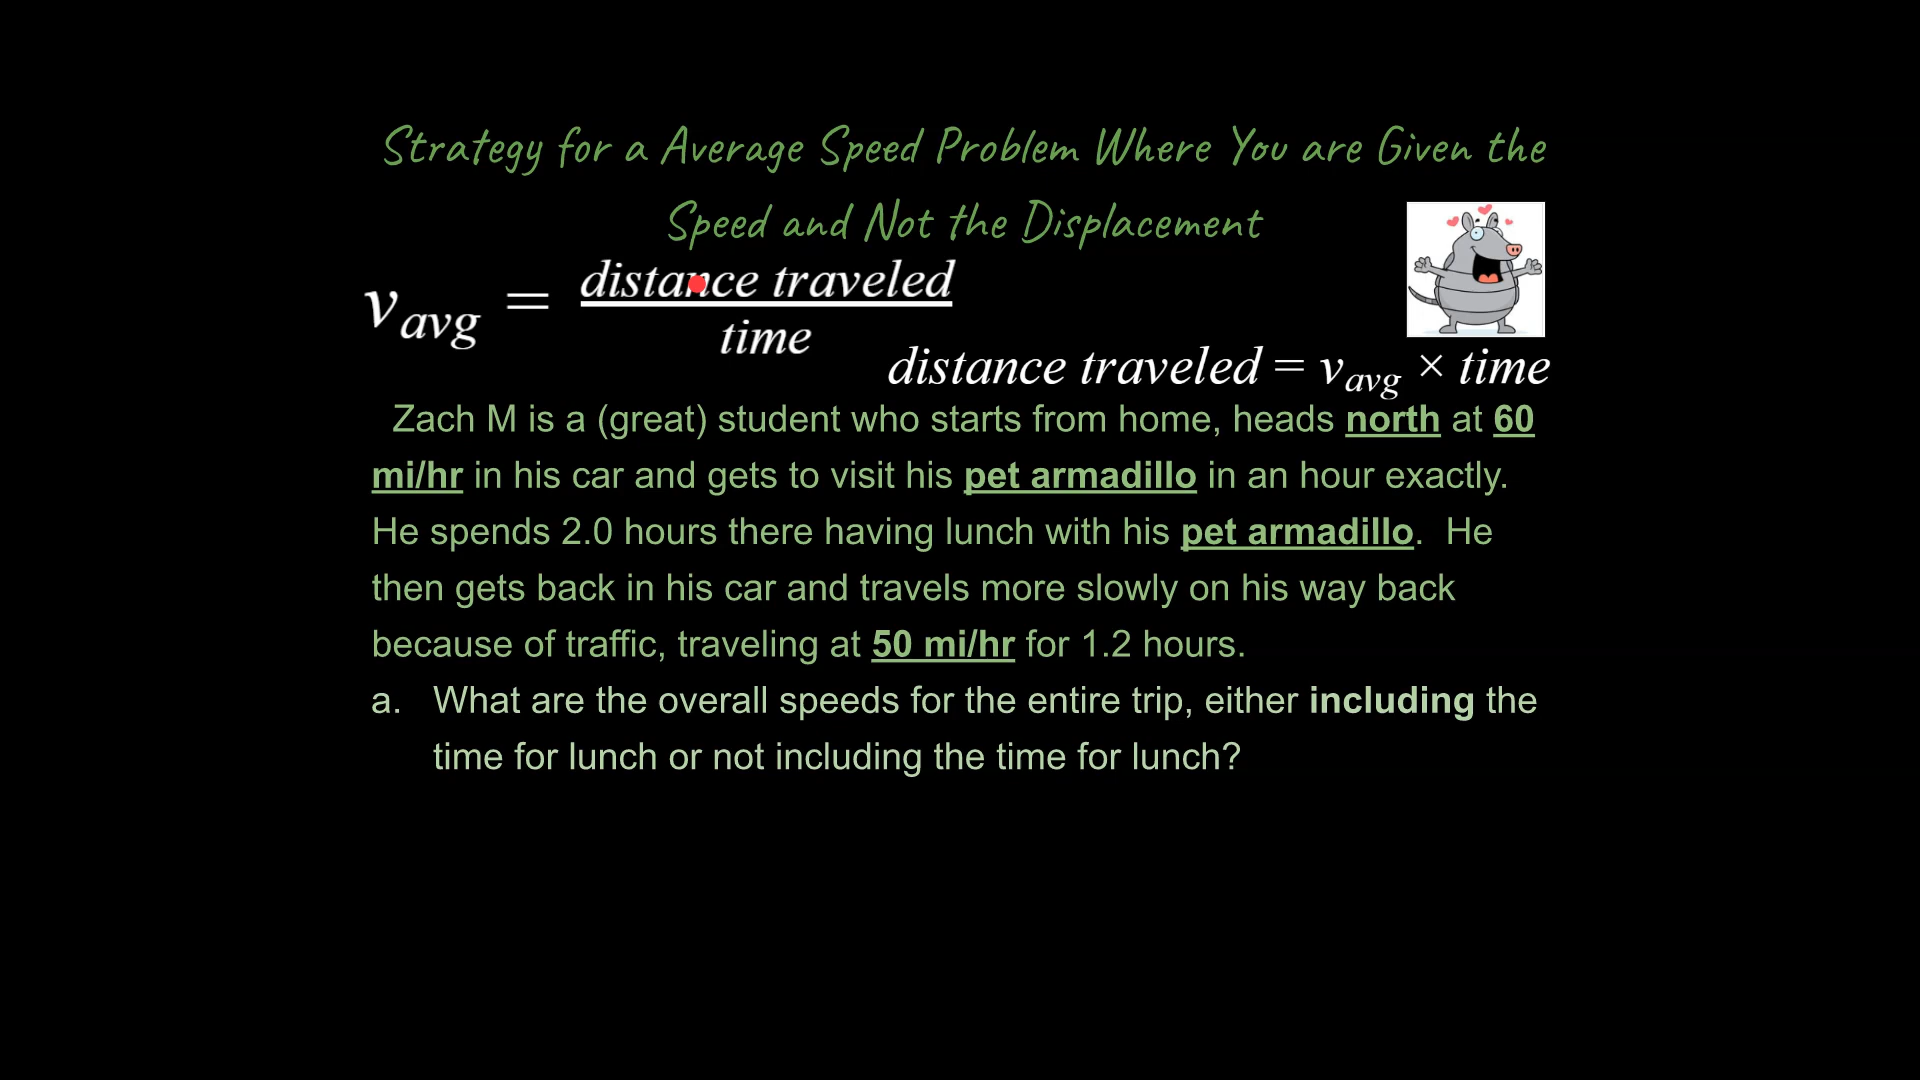 Strategy for a Average Speed Problem Where You are Given the
Speed and Not the Displacement
v_avg = distance traveled / time
distance traveled = v_avg × time
Zach M is a (great) student who starts from home, heads north at 60
mi/hr in his car and gets to visit his pet armadillo in an hour exactly.
He spends 2.0 hours there having lunch with his pet armadillo. He
then gets back in his car and travels more slowly on his way back
because of traffic, traveling at 50 mi/hr for 1.2 hours.
a. What are the overall speeds for the entire trip, either including the
time for lunch or not including the time for lunch?